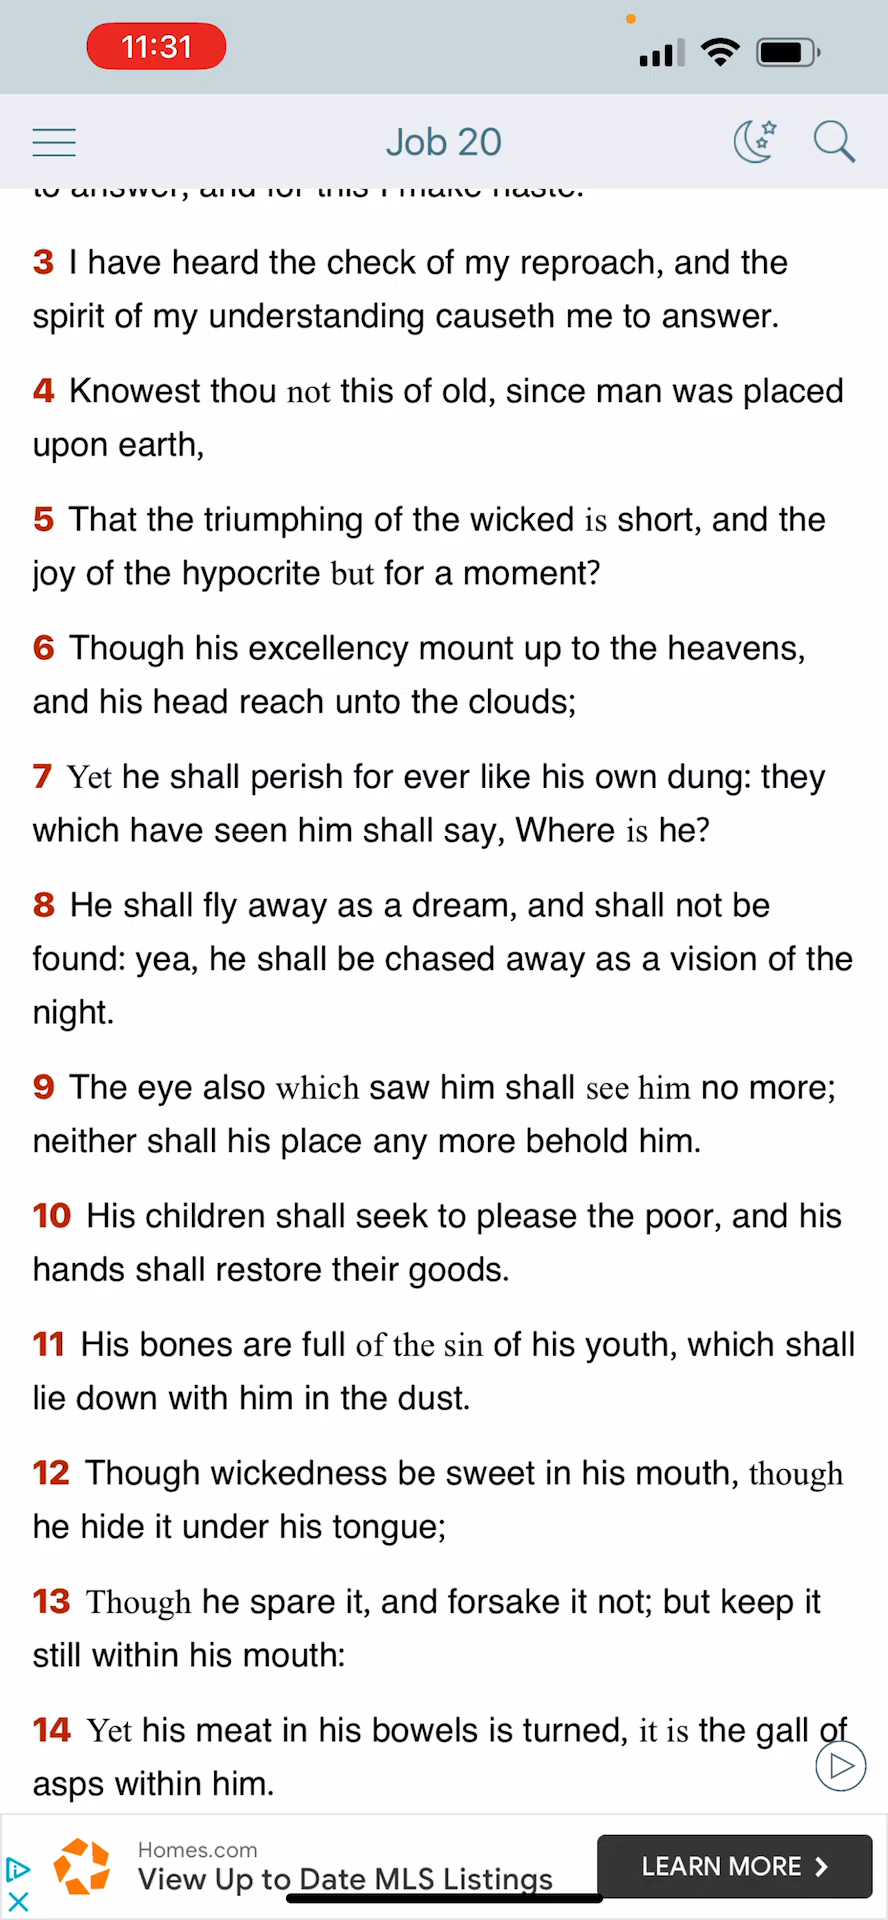 11:31
Job 20
to answer, and for this I make haste.
3 I have heard the check of my reproach, and the
spirit of my understanding causeth me to answer.
4 Knowest thou not this of old, since man was placed
upon earth,
5 That the triumphing of the wicked is short, and the
joy of the hypocrite but for a moment?
6 Though his excellency mount up to the heavens,
and his head reach unto the clouds;
7 Yet he shall perish for ever like his own dung: they
which have seen him shall say, Where is he?
8 He shall fly away as a dream, and shall not be
found: yea, he shall be chased away as a vision of the
night.
9 The eye also which saw him shall see him no more;
neither shall his place any more behold him.
10 His children shall seek to please the poor, and his
hands shall restore their goods.
11 His bones are full of the sin of his youth, which shall
lie down with him in the dust.
12 Though wickedness be sweet in his mouth, though
he hide it under his tongue;
13 Though he spare it, and forsake it not; but keep it
still within his mouth:
14 Yet his meat in his bowels is turned, it is the gall of
asps within him.
Homes.com
View Up to Date MLS Listings
LEARN MORE